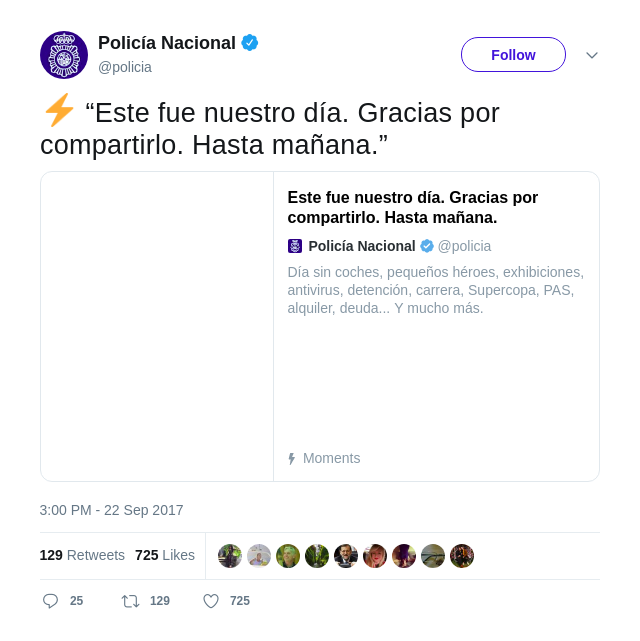 Policía Nacional
@policia
Follow
⚡ “Este fue nuestro día. Gracias por
compartirlo. Hasta mañana.”
Este fue nuestro día. Gracias por
compartirlo. Hasta mañana.
Policía Nacional @policia
Día sin coches, pequeños héroes, exhibiciones,
antivirus, detención, carrera, Supercopa, PAS,
alquiler, deuda... Y mucho más.
Moments
3:00 PM - 22 Sep 2017
129 Retweets 725 Likes
25 129 725